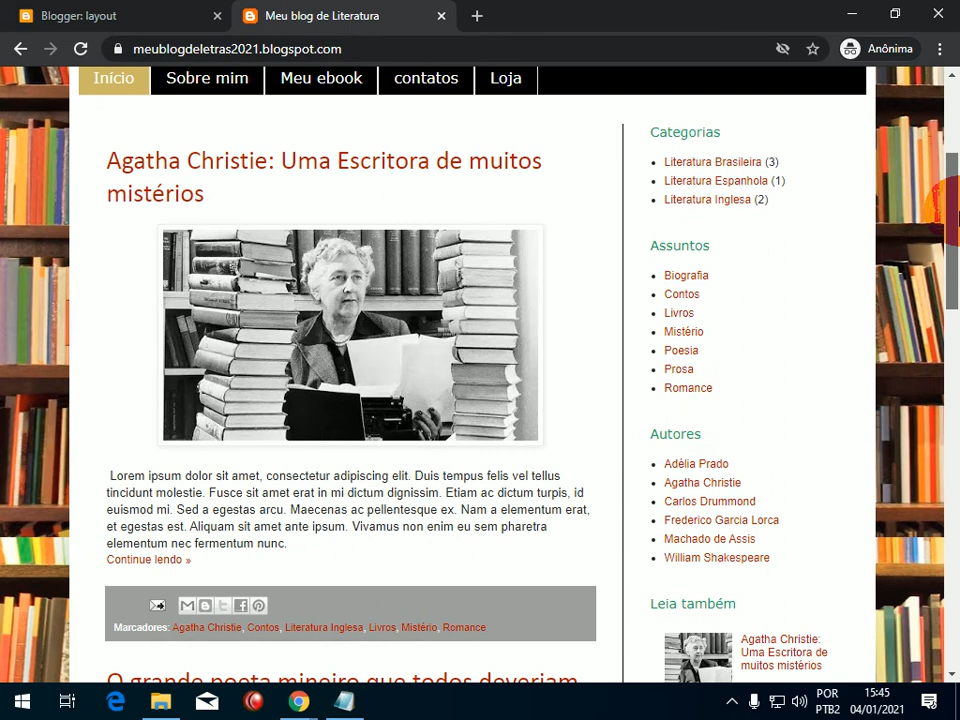 Blogger: layout
Meu blog de Literatura
meublogdeletras2021.blogspot.com
Anônima
Início
Sobre mim
Meu ebook
contatos
Loja
Agatha Christie: Uma Escritora de muitos
mistérios
Lorem ipsum dolor sit amet, consectetur adipiscing elit. Duis tempus felis vel tellus
tincidunt molestie. Fusce sit amet erat in mi dictum dignissim. Etiam ac dictum turpis, id
euismod mi. Sed a egestas arcu. Maecenas ac pellentesque ex. Nam a elementum erat,
et egestas est. Aliquam sit amet ante ipsum. Vivamus non enim eu sem pharetra
elementum nec fermentum nunc.
Continue lendo »
Marcadores: Agatha Christie, Contos, Literatura Inglesa, Livros, Mistério, Romance
O grande poeta mineiro que todos deveriam
Categorias
Literatura Brasileira (3)
Literatura Espanhola (1)
Literatura Inglesa (2)
Assuntos
Biografia
Contos
Livros
Mistério
Poesia
Prosa
Romance
Autores
Adélia Prado
Agatha Christie
Carlos Drummond
Frederico Garcia Lorca
Machado de Assis
William Shakespeare
Leia também
Agatha Christie:
Uma Escritora de
muitos mistérios
POR
PTB2
15:45
04/01/2021